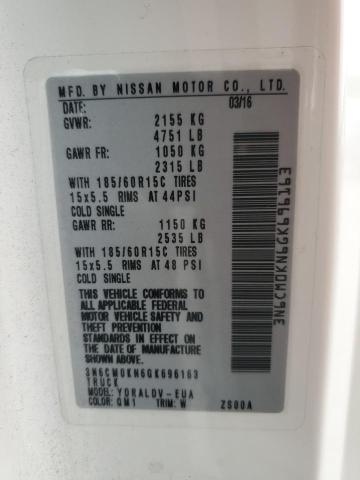 MFD. BY NISSAN MOTOR CO., LTD.
DATE: 03/16
GVWR: 2155 KG
4751 LB
GAWR FR: 1050 KG
2315 LB
WITH 185/60R15C TIRES
15x5.5 RIMS AT 44PSI
COLD SINGLE
GAWR RR: 1150 KG
2535 LB
WITH 185/60R15C TIRES
15x5.5 RIMS AT 48 PSI
COLD SINGLE
THIS VEHICLE CONFORMS TO
ALL APPLICABLE FEDERAL
MOTOR VEHICLE SAFETY AND
THEFT PREVENTION
STANDARDS IN EFFECT ON
THE DATE OF MANUFACTURE
SHOWN ABOVE.
3N6CM0KN6GK696163
TRUCK
MODEL: YDRALDV-EUA
COLOR: QM1 TRIM: W ZS00A
3N6CM0KN6GK696163